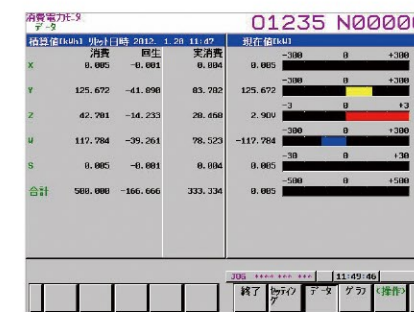 消費電力モニタ
データ
O1235 N0000
積算値[kWh] リセット日時 2012. 1.20 11:47 現在値[kW]
消費 回生 実消費
-300 0 +300
X 0.005 -0.001 0.004 0.005
-300 0 +300
Y 125.672 -41.890 83.782 125.672
-3 0 +3
Z 42.701 -14.233 28.468 2.900
-300 0 +300
W 117.784 -39.261 78.523 -117.784
-30 0 +30
S 0.005 -0.001 0.004 0.005
-500 0 +500
合計 500.000 -166.666 333.334 0.005
JOG **** *** *** 11:49:46
終了 セッティング データ グラフ <操作>